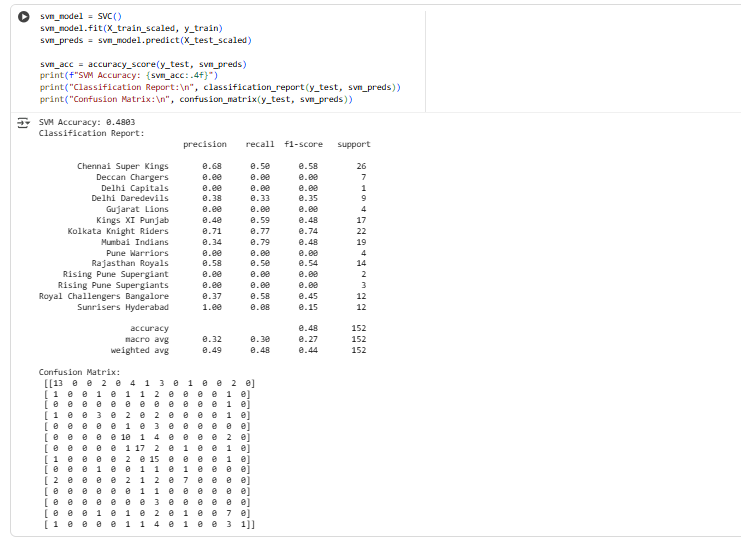 svm_model = SVC()
svm_model.fit(X_train_scaled, y_train)
svm_preds = svm_model.predict(X_test_scaled)
svm_acc = accuracy_score(y_test, svm_preds)
print(f"SVM Accuracy: {svm_acc:.4f}")
print("Classification Report:\n", classification_report(y_test, svm_preds))
print("Confusion Matrix:\n", confusion_matrix(y_test, svm_preds))
SVM Accuracy: 0.4803
Classification Report:
precision recall f1-score support
Chennai Super Kings 0.68 0.50 0.58 26
Deccan Chargers 0.00 0.00 0.00 7
Delhi Capitals 0.00 0.00 0.00 1
Delhi Daredevils 0.38 0.33 0.35 9
Gujarat Lions 0.00 0.00 0.00 4
Kings XI Punjab 0.40 0.59 0.48 17
Kolkata Knight Riders 0.71 0.77 0.74 22
Mumbai Indians 0.34 0.79 0.48 19
Pune Warriors 0.00 0.00 0.00 4
Rajasthan Royals 0.58 0.50 0.54 14
Rising Pune Supergiant 0.00 0.00 0.00 2
Rising Pune Supergiants 0.00 0.00 0.00 3
Royal Challengers Bangalore 0.37 0.58 0.45 12
Sunrisers Hyderabad 1.00 0.08 0.15 12
accuracy 0.48 152
macro avg 0.32 0.30 0.27 152
weighted avg 0.49 0.48 0.44 152
Confusion Matrix:
[[13 0 0 2 0 4 1 3 0 1 0 0 2 0]
[ 1 0 0 1 0 1 1 2 0 0 0 0 1 0]
[ 0 0 0 0 0 0 0 0 0 0 0 0 1 0]
[ 1 0 0 3 0 2 0 2 0 0 0 0 1 0]
[ 0 0 0 0 0 1 0 3 0 0 0 0 0 0]
[ 0 0 0 0 0 10 1 4 0 0 0 0 2 0]
[ 0 0 0 0 0 1 17 2 0 1 0 0 1 0]
[ 1 0 0 0 0 2 0 15 0 0 0 0 1 0]
[ 0 0 0 1 0 0 1 1 0 1 0 0 0 0]
[ 2 0 0 0 0 2 1 2 0 7 0 0 0 0]
[ 0 0 0 0 0 0 1 1 0 0 0 0 0 0]
[ 0 0 0 0 0 0 0 3 0 0 0 0 0 0]
[ 0 0 0 1 0 1 0 2 0 1 0 0 7 0]
[ 1 0 0 0 0 1 1 4 0 1 0 0 3 1]]